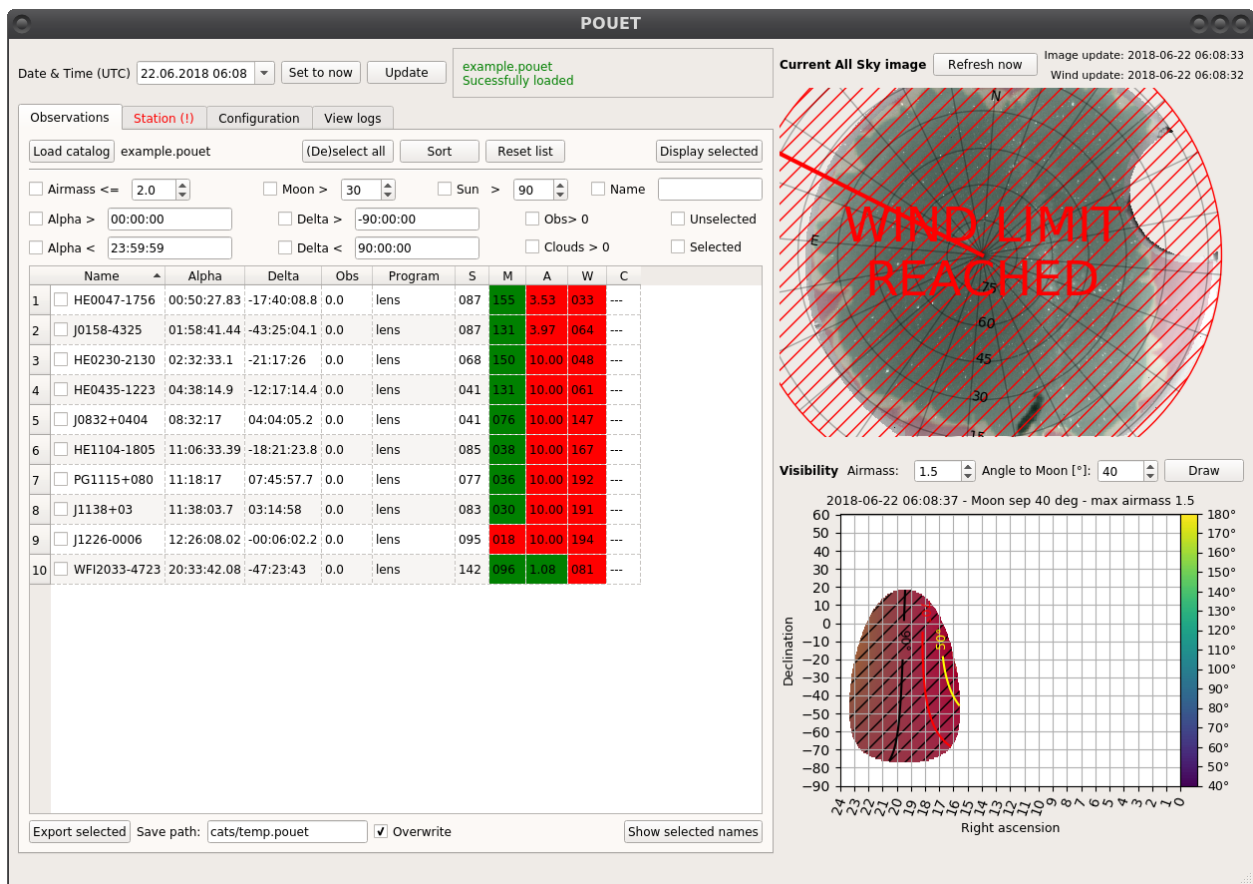 POUET
Date & Time (UTC) 22.06.2018 06:08 Set to now Update
example.pouet
Sucessfully loaded
Current All Sky image Refresh now
Image update: 2018-06-22 06:08:33
Wind update: 2018-06-22 06:08:32
Observations Station (!) Configuration View logs
Load catalog example.pouet (De)select all Sort Reset list Display selected
Airmass <= 2.0 Moon > 30 Sun > 90 Name
Alpha > 00:00:00 Delta > -90:00:00 Obs> 0 Unselected
Alpha < 23:59:59 Delta < 90:00:00 Clouds > 0 Selected
Name Alpha Delta Obs Program S M A W C
1 HE0047-1756 00:50:27.83 -17:40:08.8 0.0 lens 087 155 3.53 033 ---
2 J0158-4325 01:58:41.44 -43:25:04.1 0.0 lens 087 131 3.97 064 ---
3 HE0230-2130 02:32:33.1 -21:17:26 0.0 lens 068 150 10.00 048 ---
4 HE0435-1223 04:38:14.9 -12:17:14.4 0.0 lens 041 131 10.00 061 ---
5 J0832+0404 08:32:17 04:04:05.2 0.0 lens 041 076 10.00 147 ---
6 HE1104-1805 11:06:33.39 -18:21:23.8 0.0 lens 085 038 10.00 167 ---
7 PG1115+080 11:18:17 07:45:57.7 0.0 lens 077 036 10.00 192 ---
8 J1138+03 11:38:03.7 03:14:58 0.0 lens 083 030 10.00 191 ---
9 J1226-0006 12:26:08.02 -00:06:02.2 0.0 lens 095 018 10.00 194 ---
10 WFI2033-4723 20:33:42.08 -47:23:43 0.0 lens 142 096 1.08 081 ---
Export selected Save path: cats/temp.pouet Overwrite Show selected names
N
E
WIND LIMIT
REACHED
75
60
45
30
15
Visibility Airmass: 1.5 Angle to Moon [°]: 40 Draw
2018-06-22 06:08:37 - Moon sep 40 deg - max airmass 1.5
Declination
60
50
40
30
20
10
0
−10
−20
−30
−40
−50
−60
−70
−80
−90
90°
50°
24 23 22 21 20 19 18 17 16 15 14 13 12 11 10 9 8 7 6 5 4 3 2 1 0
Right ascension
180°
170°
160°
150°
140°
130°
120°
110°
100°
90°
80°
70°
60°
50°
40°